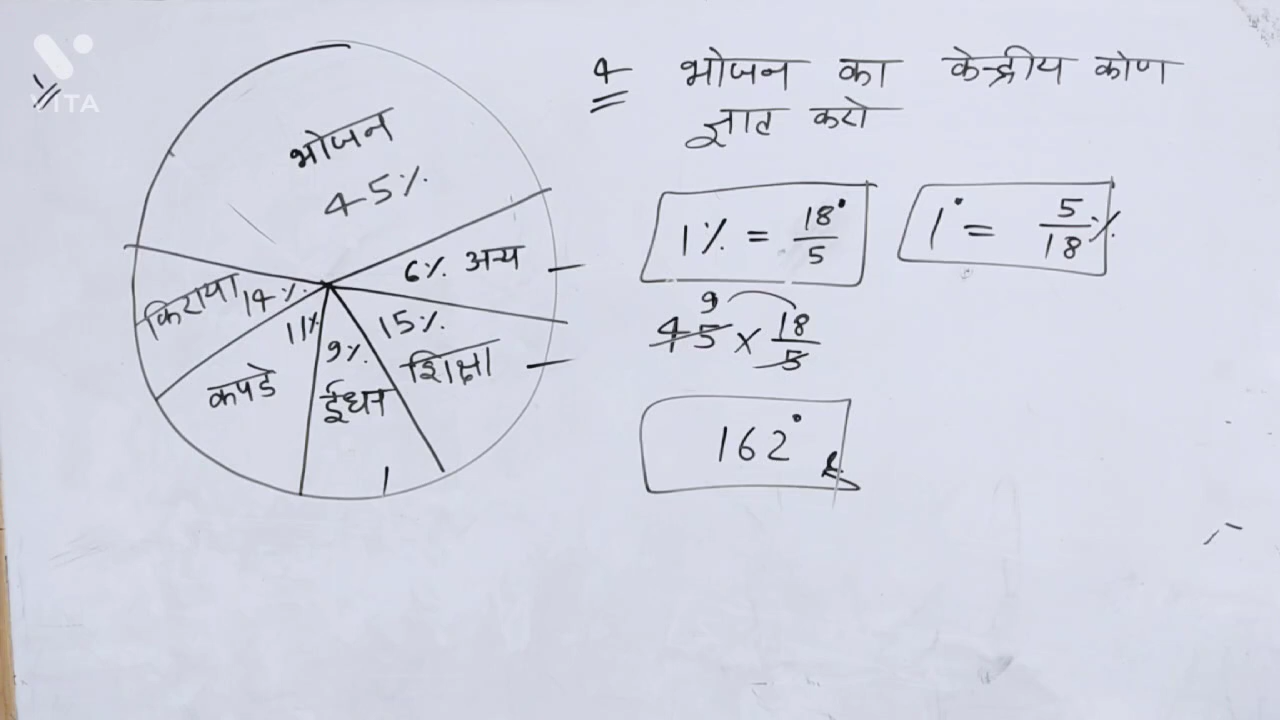 VITA
भोजन
45%
6% अन्य
किराया 14%
11%
कपडे
9%
ईधन
15%
शिक्षा
4 भोजन का केन्द्रीय कोण
ज्ञाट करो
1% = 18°/5
1° = 5/18 %
9
45 × 18/5
162°